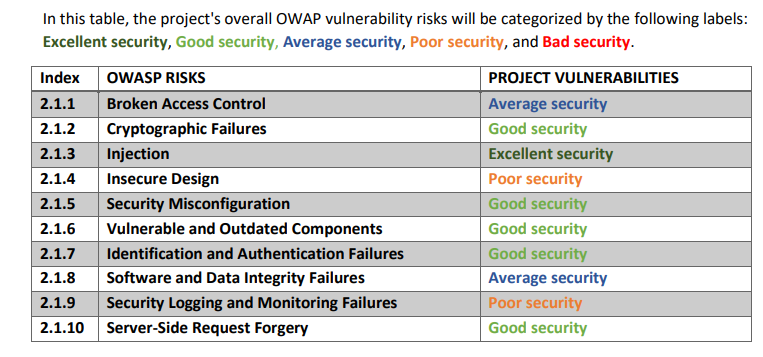 In this table, the project's overall OWAP vulnerability risks will be categorized by the following labels:
Excellent security, Good security, Average security, Poor security, and Bad security.
Index OWASP RISKS PROJECT VULNERABILITIES
2.1.1 Broken Access Control Average security
2.1.2 Cryptographic Failures Good security
2.1.3 Injection Excellent security
2.1.4 Insecure Design Poor security
2.1.5 Security Misconfiguration Good security
2.1.6 Vulnerable and Outdated Components Good security
2.1.7 Identification and Authentication Failures Good security
2.1.8 Software and Data Integrity Failures Average security
2.1.9 Security Logging and Monitoring Failures Poor security
2.1.10 Server-Side Request Forgery Good security